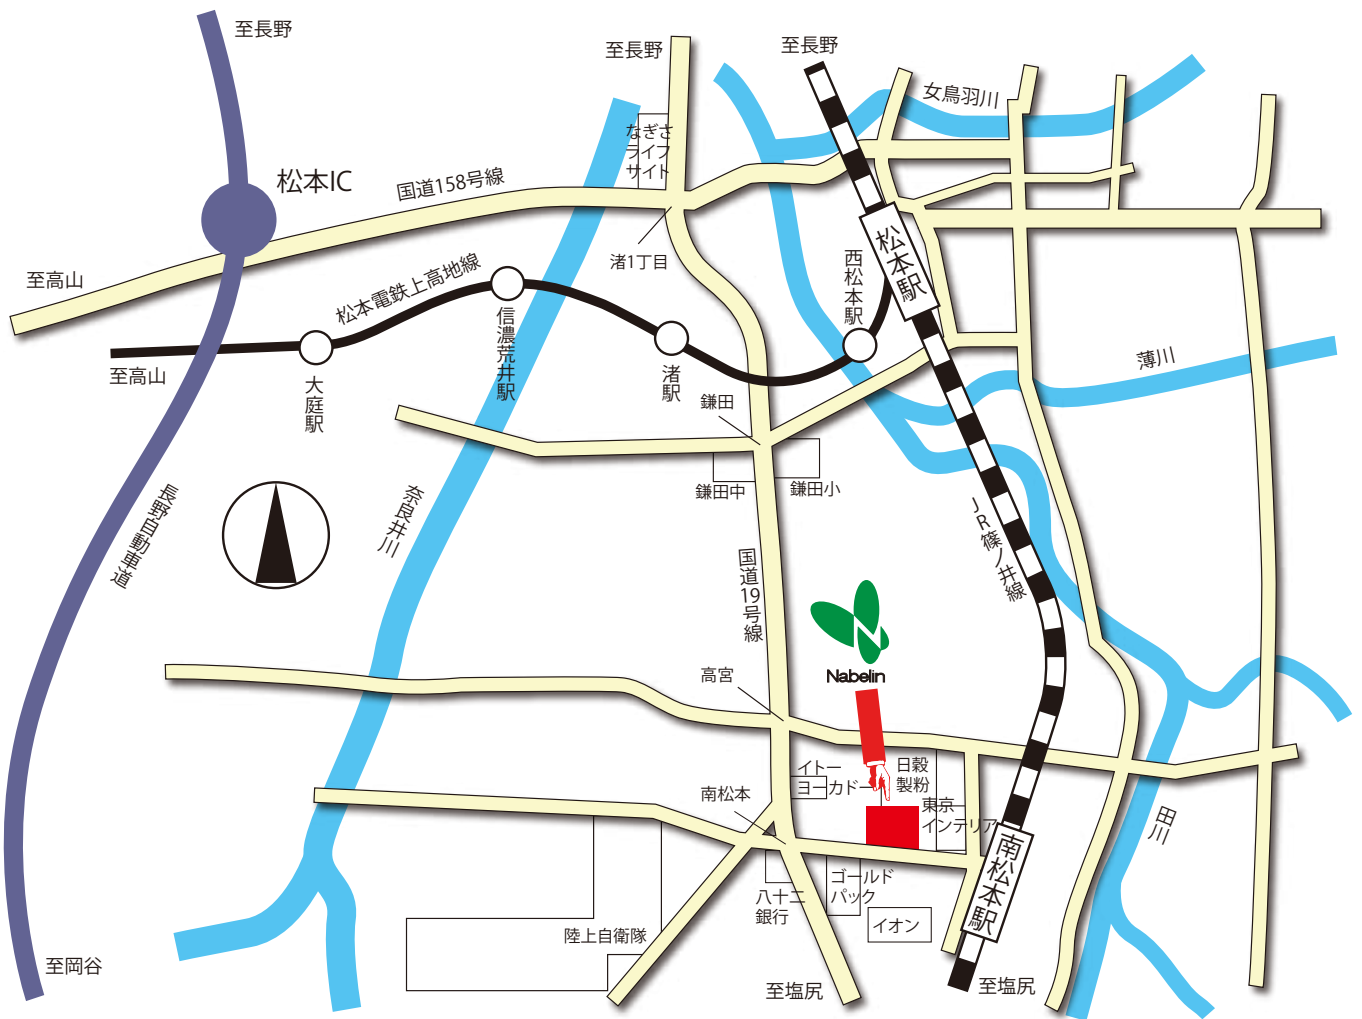 至長野
至長野
至長野
女鳥羽川
なぎさ
ライフ
サイト
松本IC
国道158号線
松本駅
渚1丁目
西松本駅
至高山
松本電鉄上高地線
信濃荒井駅
渚駅
大庭駅
至高山
薄川
鎌田
鎌田中
鎌田小
長野自動車道
奈良井川
JR篠ノ井線
国道19号線
Nabelin
高宮
イトー
ヨーカドー
日穀
製粉
南松本
東京
インテリア
田川
南松本駅
八十二
銀行
ゴールド
パック
イオン
陸上自衛隊
至岡谷
至塩尻
至塩尻